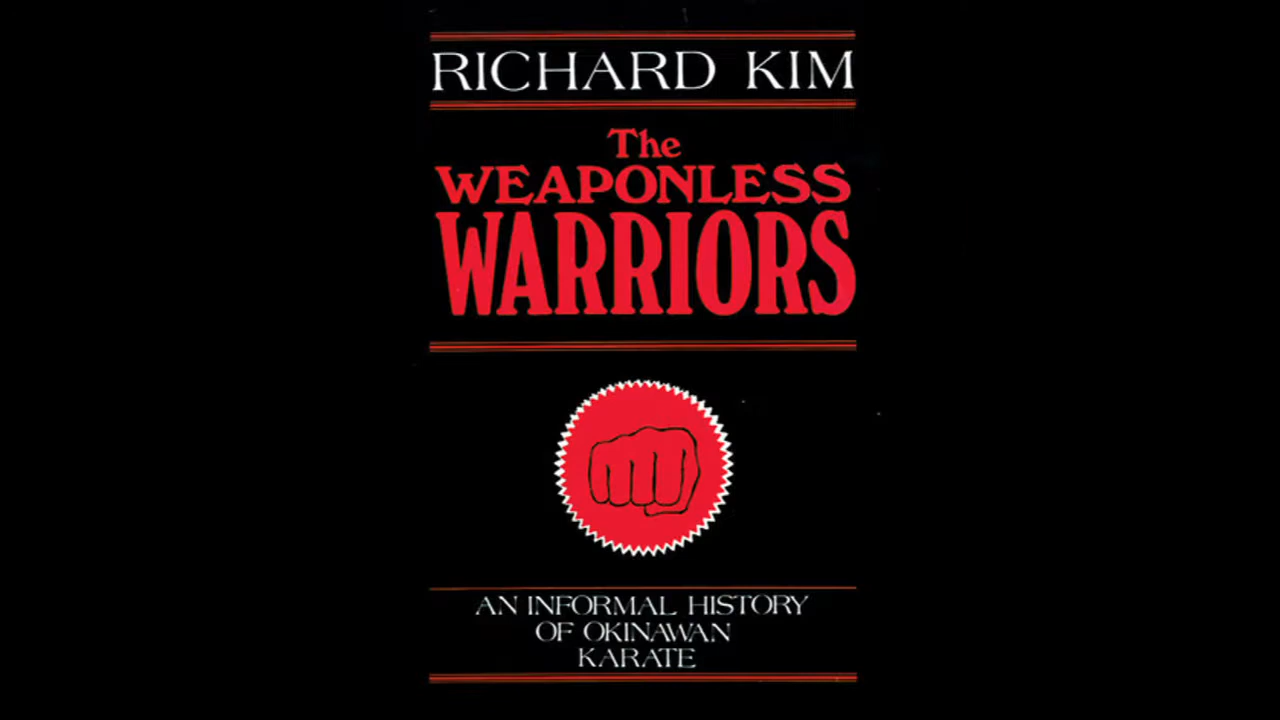 RICHARD KIM
The
WEAPONLESS
WARRIORS
AN INFORMAL HISTORY
OF OKINAWAN
KARATE